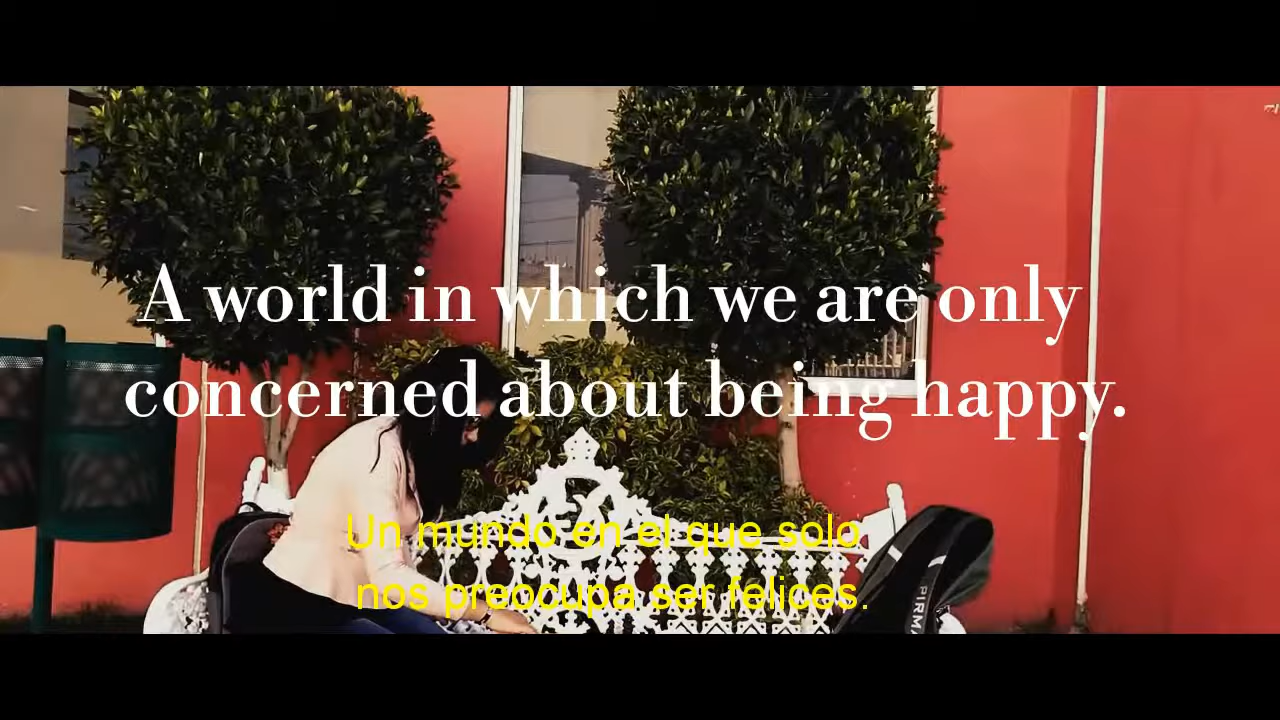 A world in which we are only
concerned about being happy.
Un mundo en el que solo
nos preocupa ser felices.